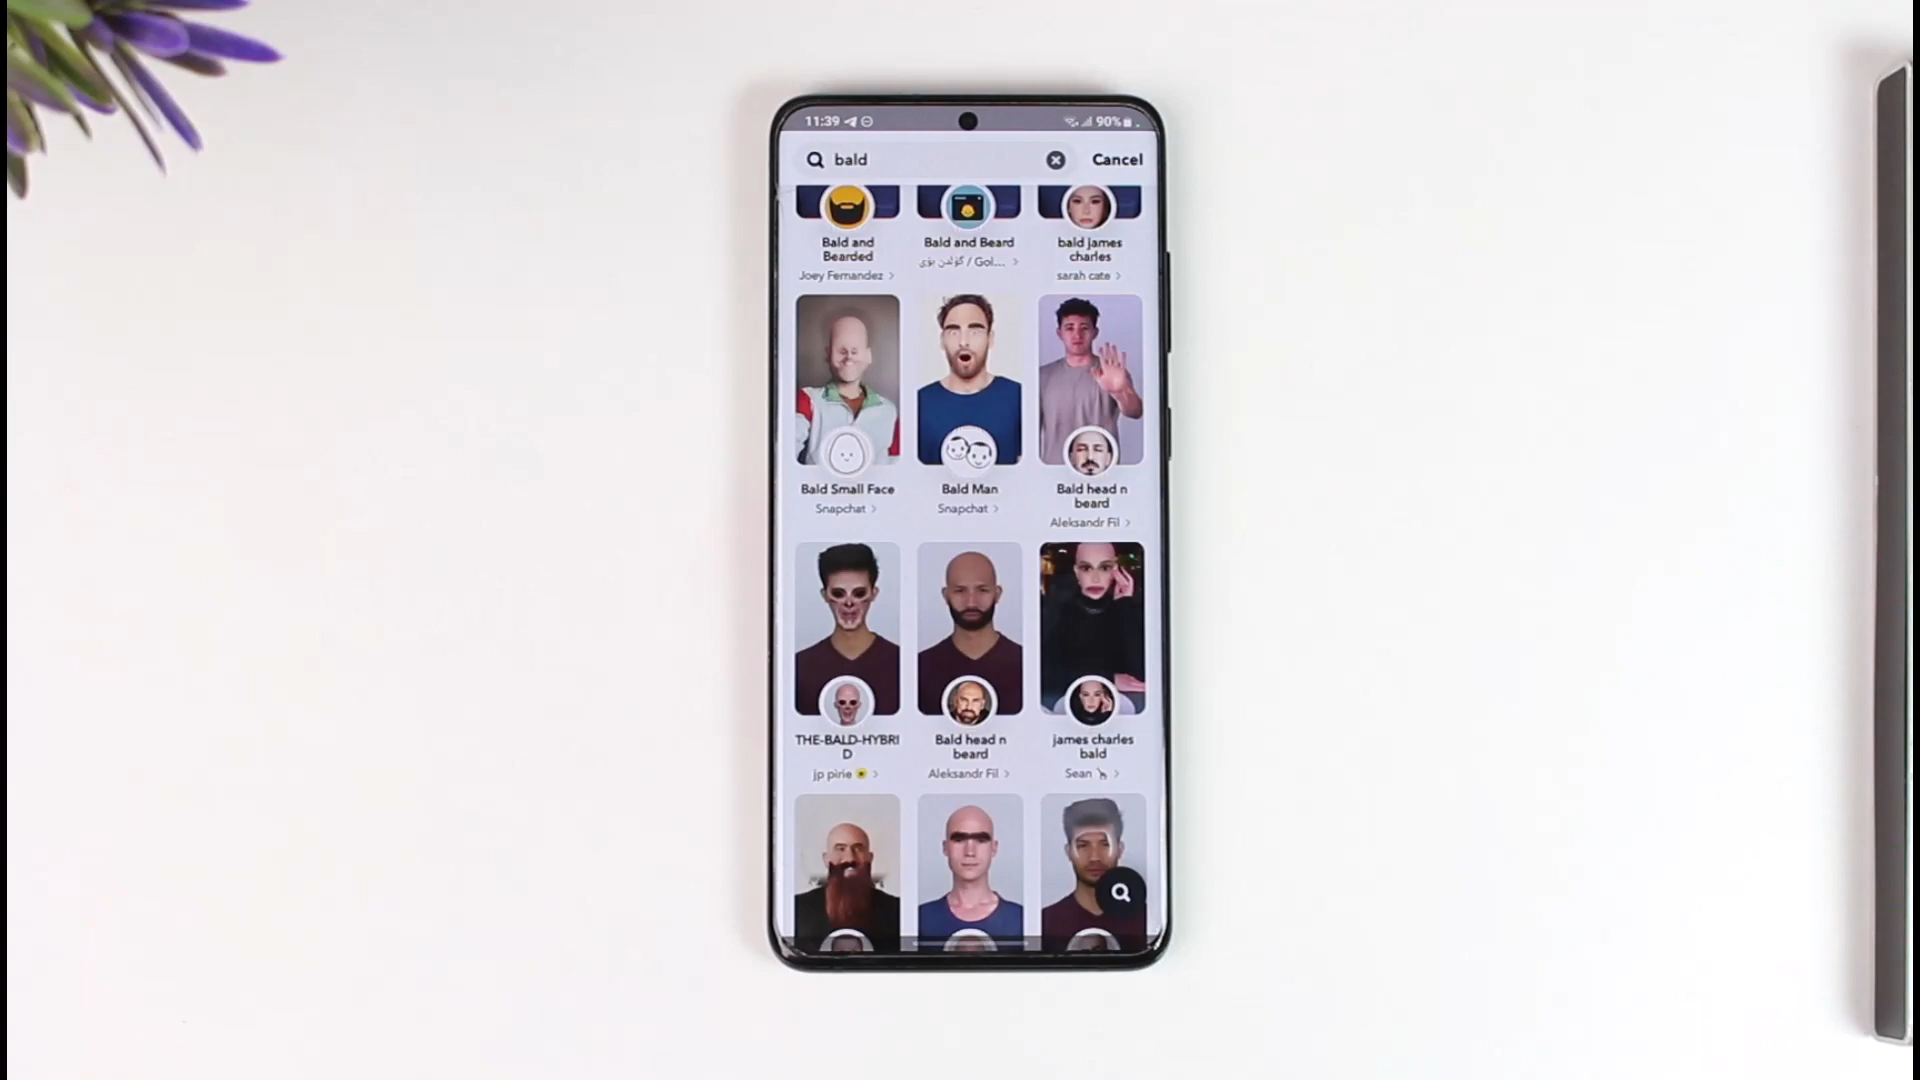 11:39 90%
bald Cancel
Bald and
Bearded
Joey Fernandez >
Bald and Beard
گۆڵدن بۆی / Gol... >
bald james
charles
sarah cate >
Bald Small Face
Snapchat >
Bald Man
Snapchat >
Bald head n
beard
Aleksandr Fil >
THE-BALD-HYBRI
D
jp pirie >
Bald head n
beard
Aleksandr Fil >
james charles
bald
Sean >